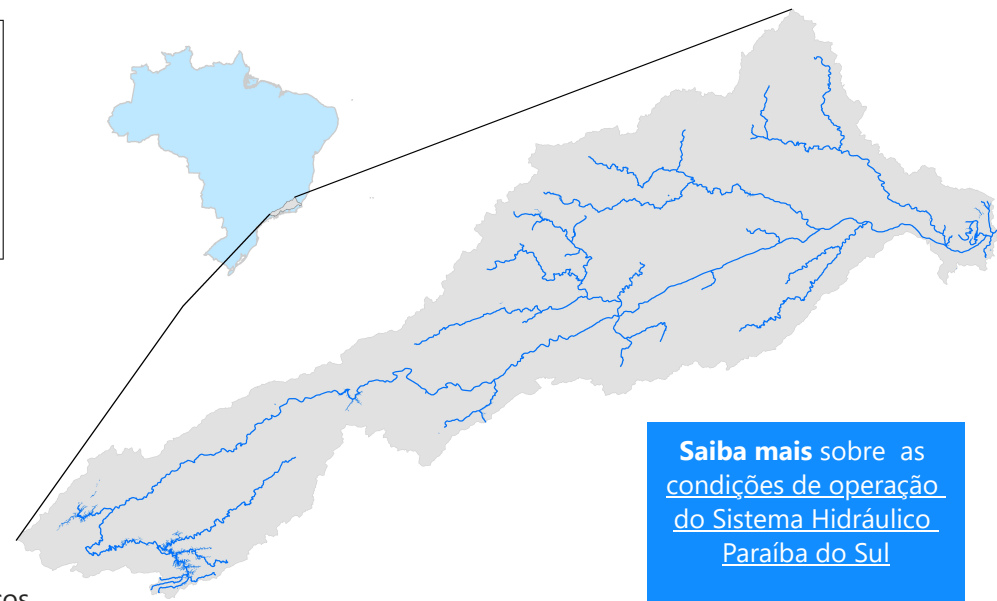 Saiba mais sobre as
condições de operação
do Sistema Hidráulico
Paraíba do Sul